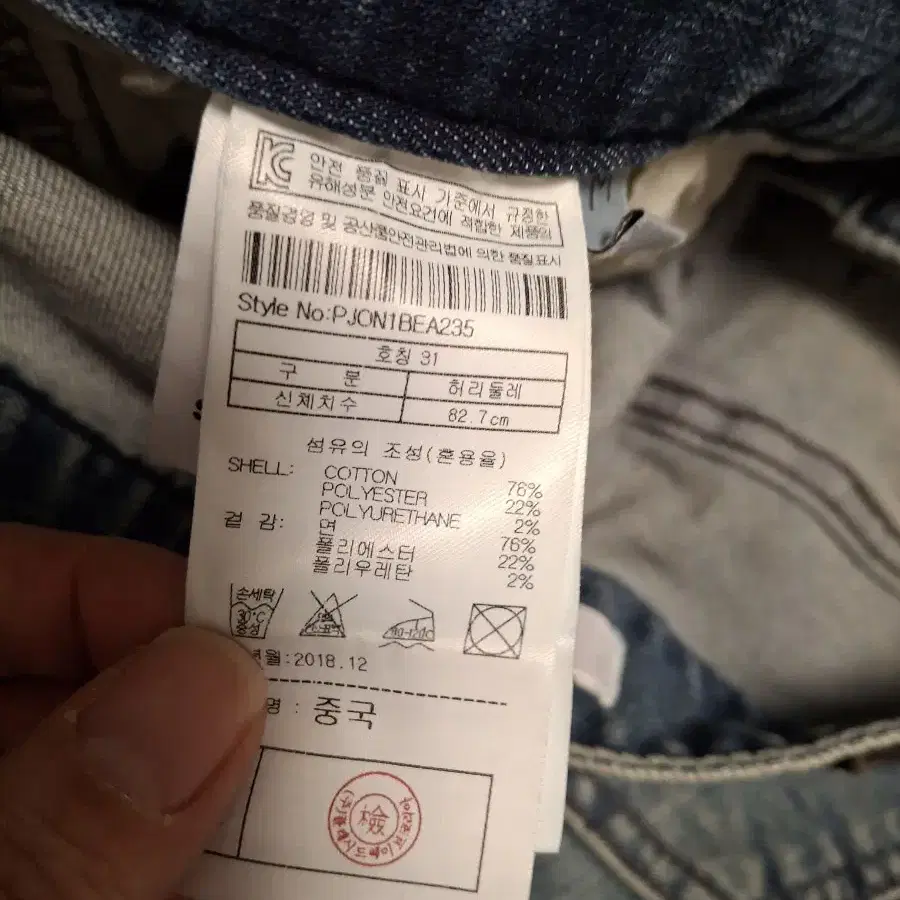 KC 안전 품질 표시 기준에서 규정한
유해성분 안전요건에 적합한 제품의
품질경영 및 공산품안전관리법에 의한 품질표시
Style No:PJON1BEA235
호칭 31
구 분 허리둘레
신체치수 82.7cm
섬유의 조성(혼용율)
SHELL: COTTON 76%
POLYESTER 22%
POLYURETHANE 2%
겉 감: 면 76%
폴리에스터 22%
폴리우레탄 2%
손세탁
30°C
중성
80-120°C
월:2018.12
명 : 중국
檢
M